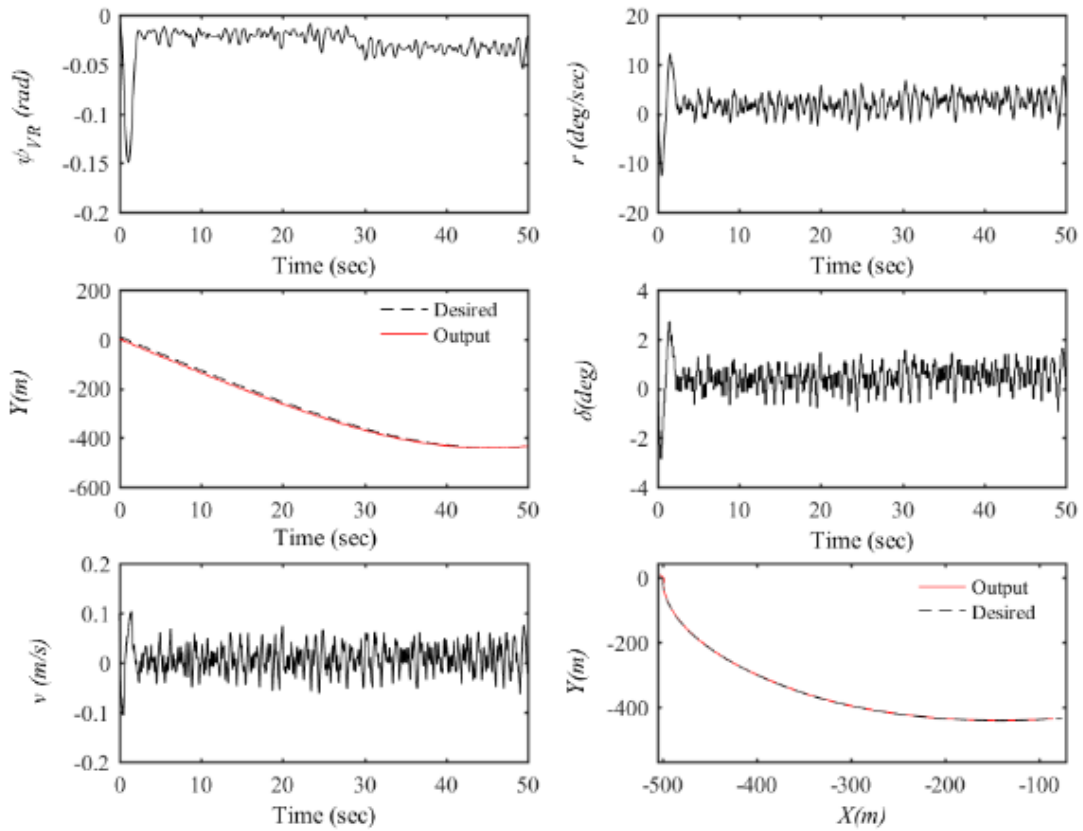 0
-0.05
-0.1
-0.15
-0.2
ψVR (rad)
0 10 20 30 40 50
Time (sec)
20
10
0
-10
-20
r (deg/sec)
0 10 20 30 40 50
Time (sec)
200
0
-200
-400
-600
Y(m)
Desired
Output
0 10 20 30 40 50
Time (sec)
4
2
0
-2
-4
δ(deg)
0 10 20 30 40 50
Time (sec)
0.2
0.1
0
-0.1
-0.2
v (m/s)
0 10 20 30 40 50
Time (sec)
0
-200
-400
Y(m)
Output
Desired
-500 -400 -300 -200 -100
X(m)